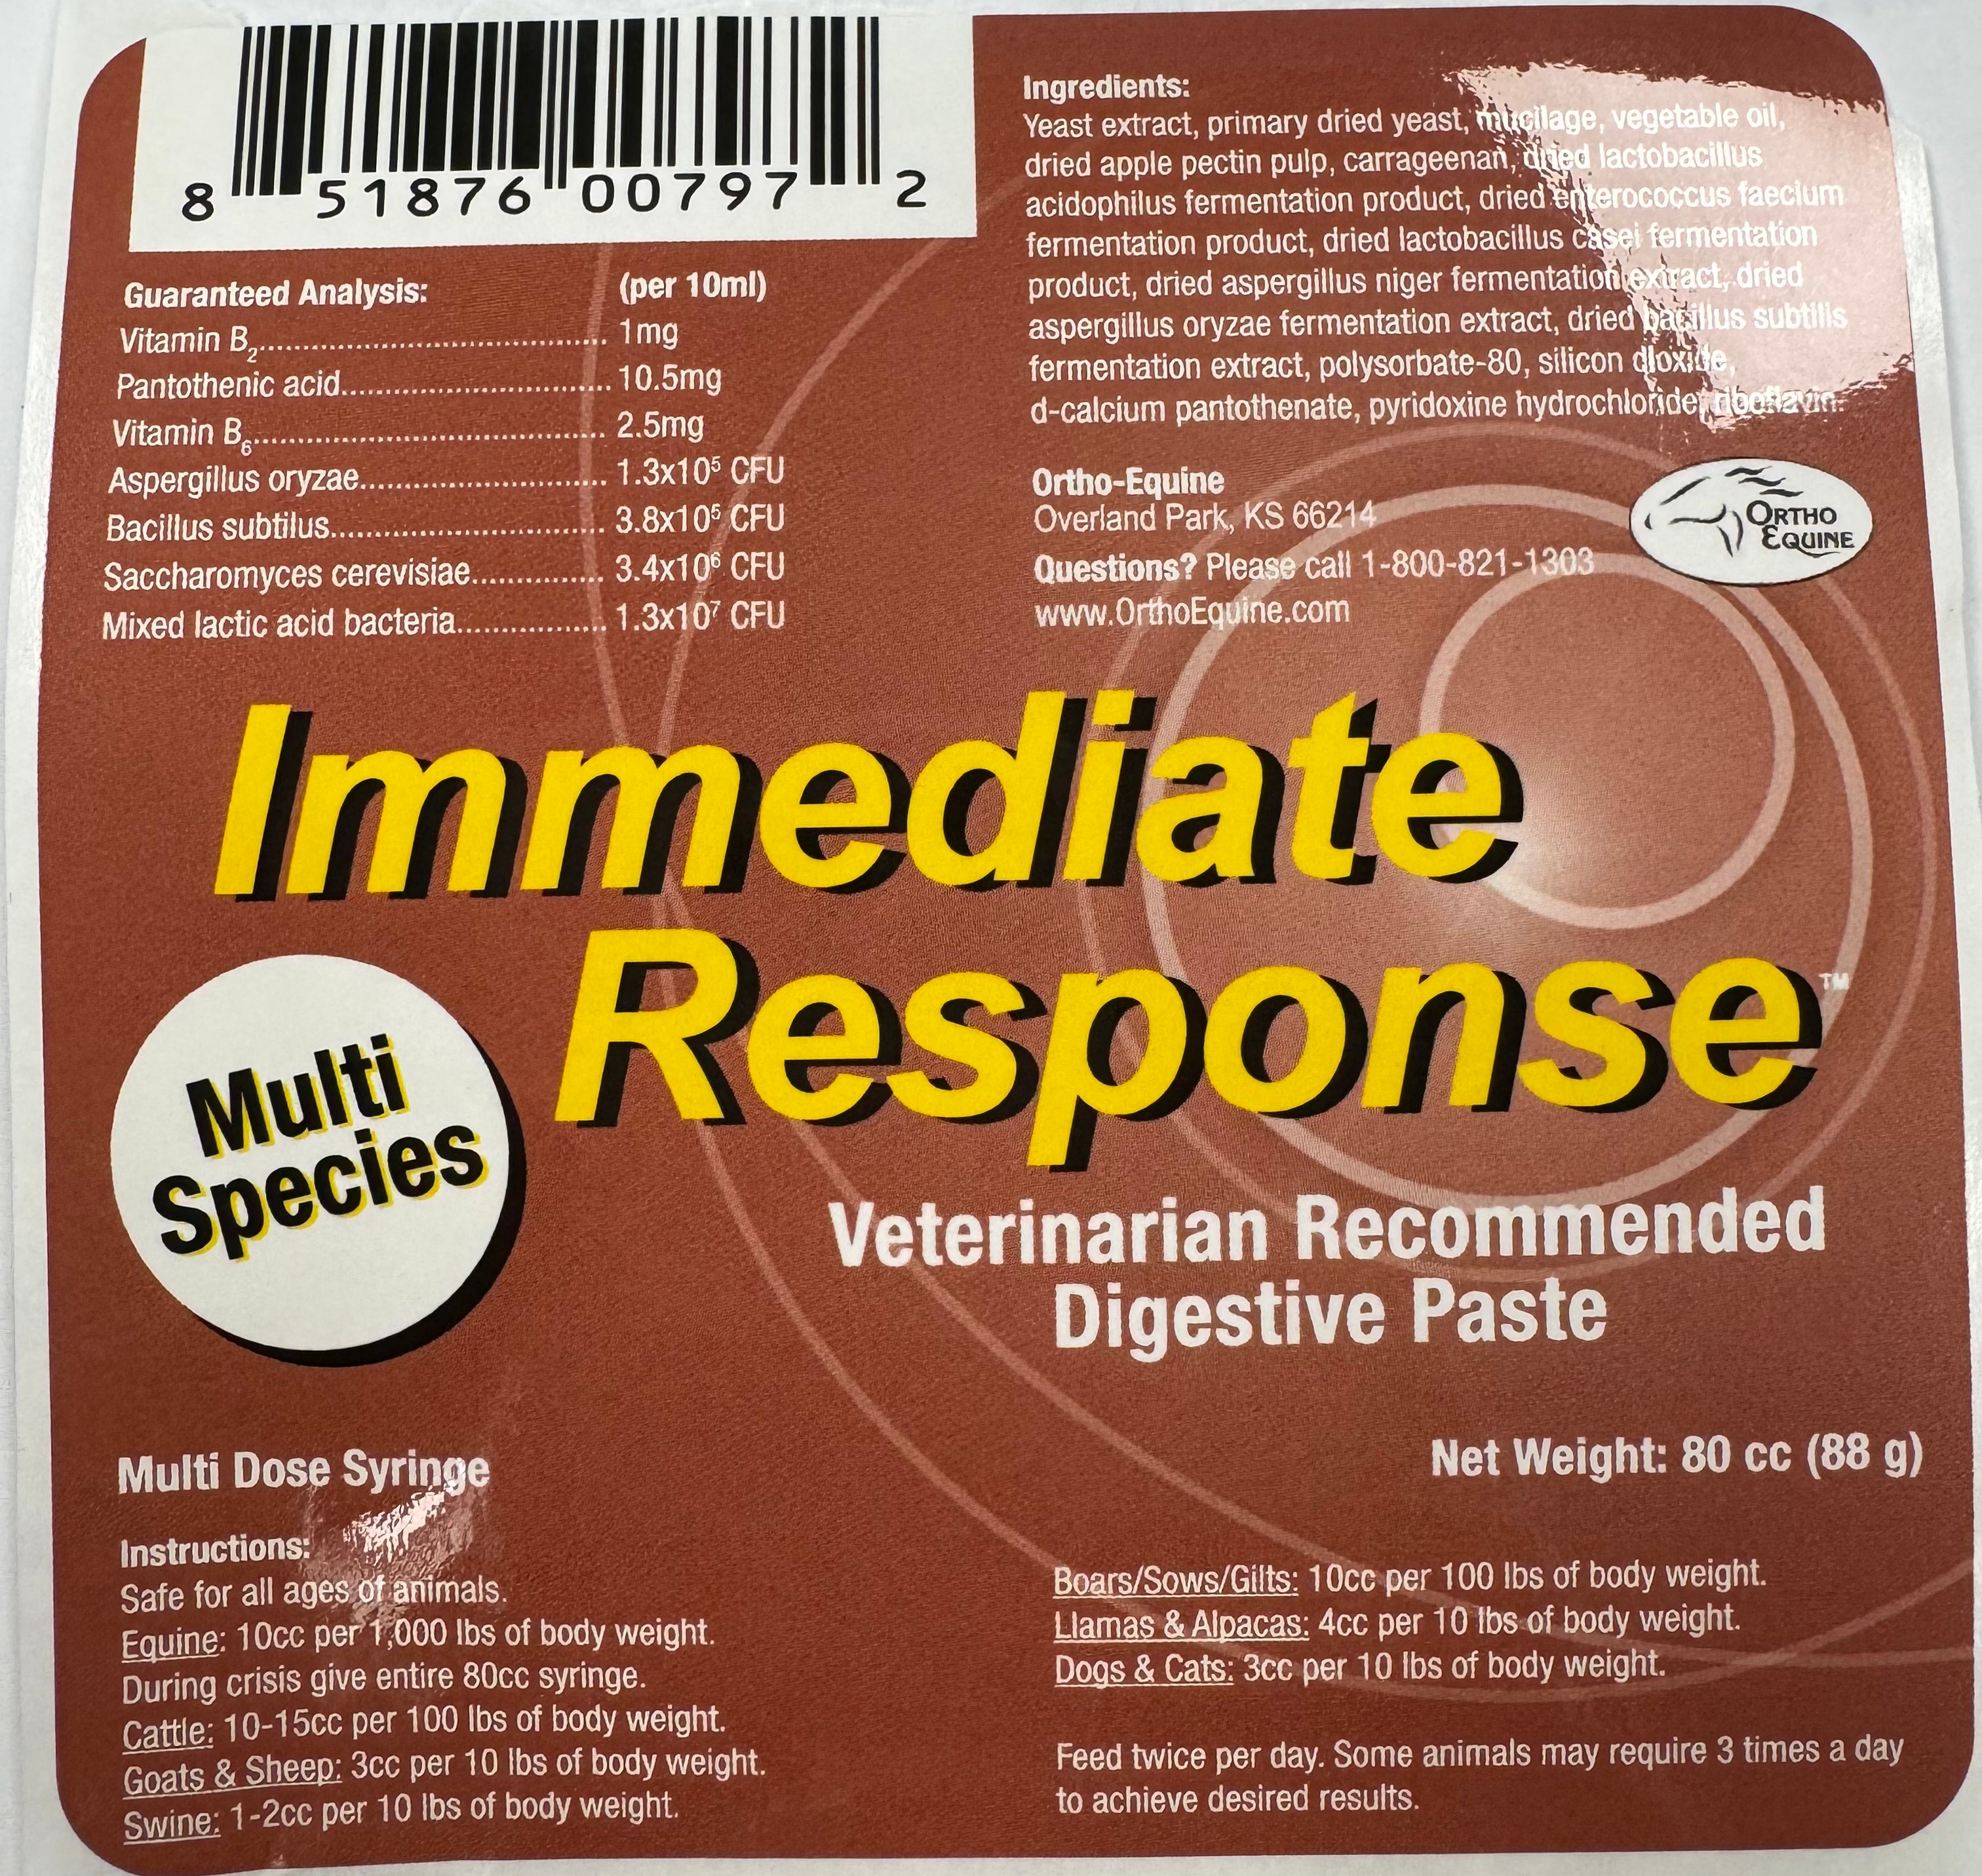 8 51876 00797 2
Guaranteed Analysis: (per 10ml)
Vitamin B₂.......................................... 1mg
Pantothenic acid................................. 10.5mg
Vitamin B₆.......................................... 2.5mg
Aspergillus oryzae.............................. 1.3x10⁵ CFU
Bacillus subtilus.................................. 3.8x10⁵ CFU
Saccharomyces cerevisiae................ 3.4x10⁶ CFU
Mixed lactic acid bacteria.................. 1.3x10⁷ CFU
Ingredients:
Yeast extract, primary dried yeast, mucilage, vegetable oil,
dried apple pectin pulp, carrageenan, dried lactobacillus
acidophilus fermentation product, dried enterococcus faecium
fermentation product, dried lactobacillus casei fermentation
product, dried aspergillus niger fermentation extract, dried
aspergillus oryzae fermentation extract, dried bacillus subtilis
fermentation extract, polysorbate-80, silicon dioxide,
d-calcium pantothenate, pyridoxine hydrochloride, riboflavin.
Ortho-Equine
Overland Park, KS 66214
Questions? Please call 1-800-821-1303
www.OrthoEquine.com
ORTHO
EQUINE
Immediate
Response™
Multi
Species
Veterinarian Recommended
Digestive Paste
Multi Dose Syringe
Net Weight: 80 cc (88 g)
Instructions:
Safe for all ages of animals.
Equine: 10cc per 1,000 lbs of body weight.
During crisis give entire 80cc syringe.
Cattle: 10-15cc per 100 lbs of body weight.
Goats & Sheep: 3cc per 10 lbs of body weight.
Swine: 1-2cc per 10 lbs of body weight.
Boars/Sows/Gilts: 10cc per 100 lbs of body weight.
Llamas & Alpacas: 4cc per 10 lbs of body weight.
Dogs & Cats: 3cc per 10 lbs of body weight.
Feed twice per day. Some animals may require 3 times a day
to achieve desired results.